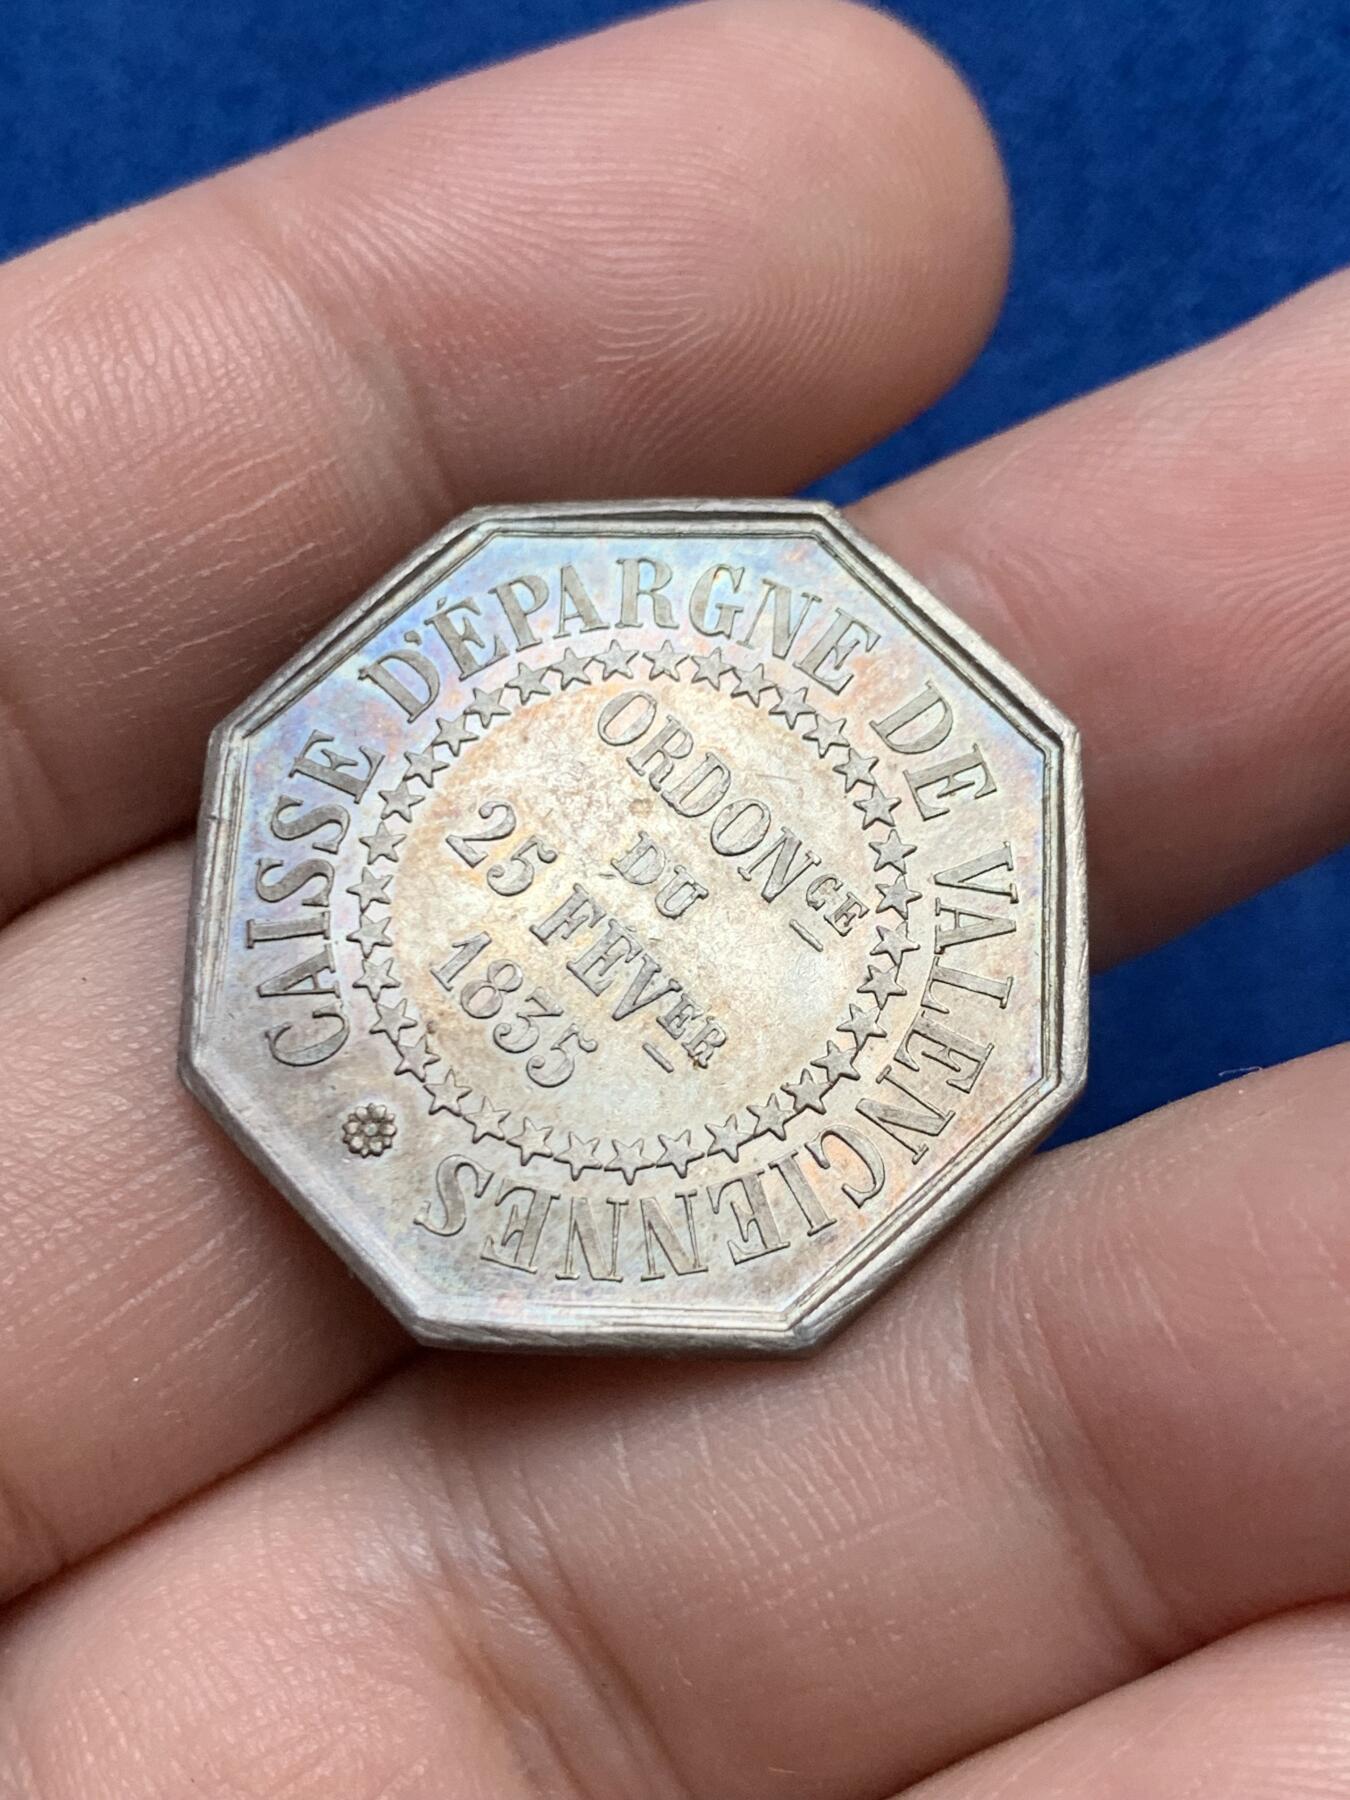 CAISSE D'ÉPARGNE DE VALENCIENNES
ORDONCE
DU
25 FÉVER
1835